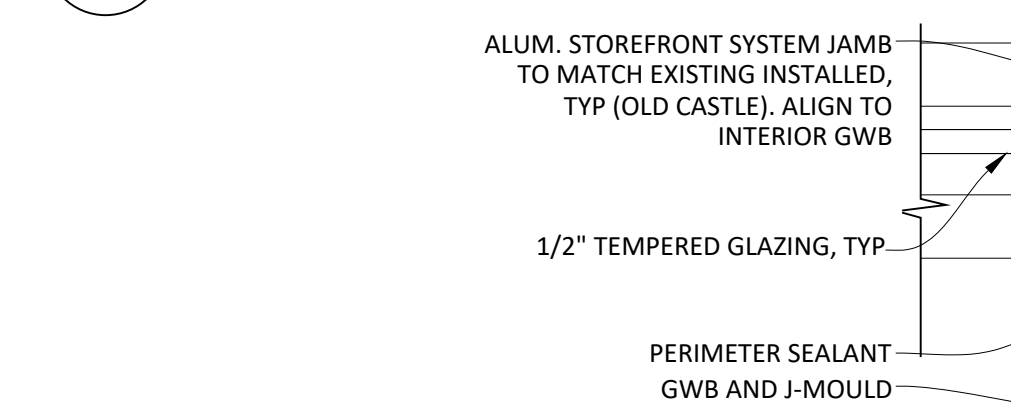 ALUM. STOREFRONT SYSTEM JAMB
TO MATCH EXISTING INSTALLED,
TYP (OLD CASTLE). ALIGN TO
INTERIOR GWB
1/2" TEMPERED GLAZING, TYP
PERIMETER SEALANT
GWB AND J-MOULD